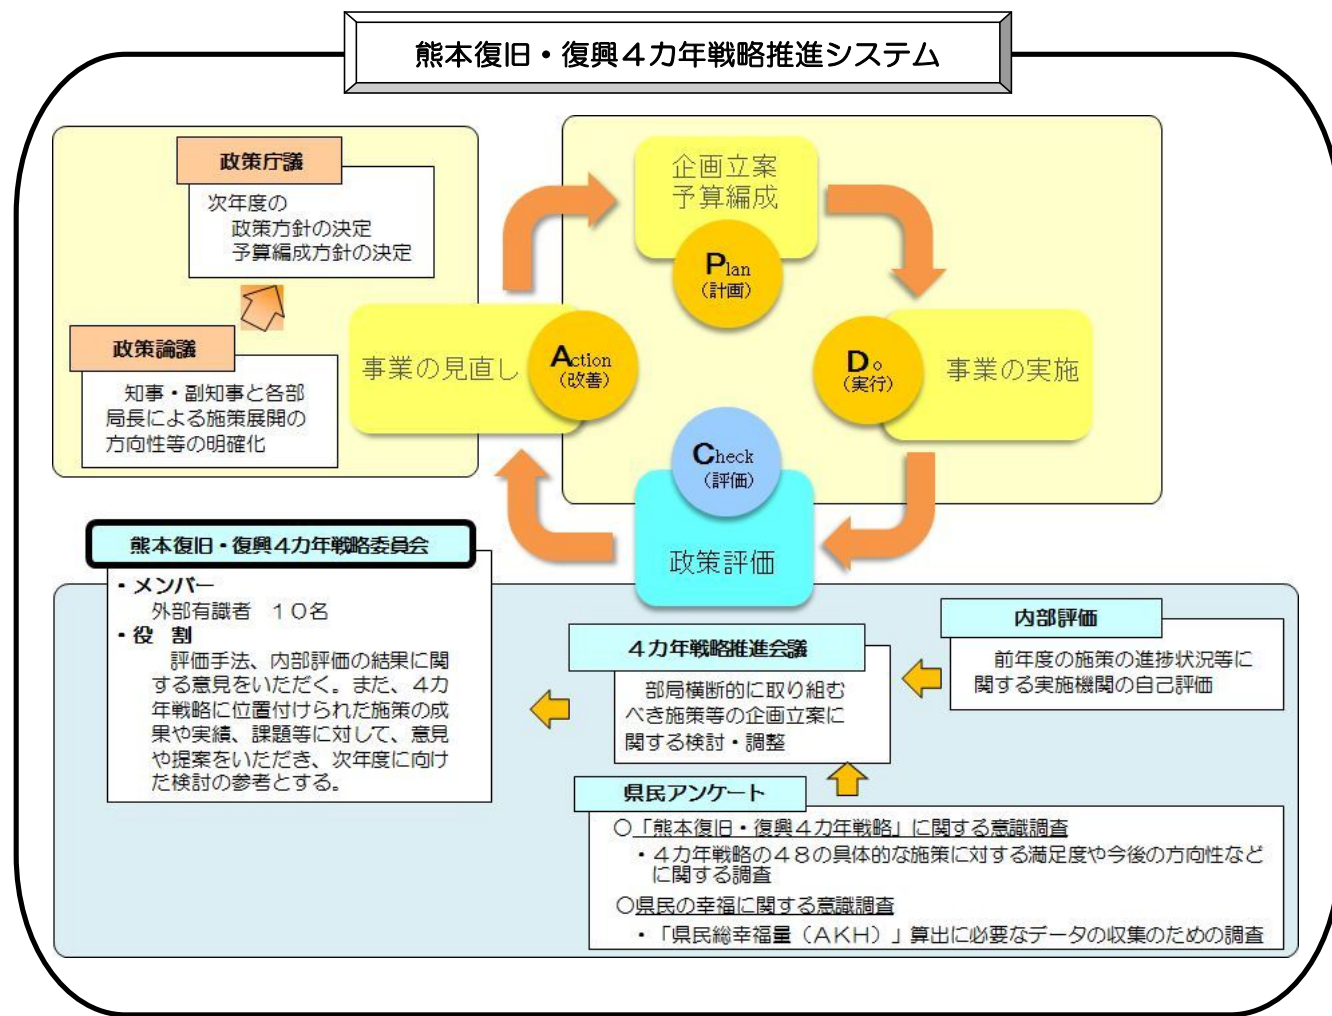 熊本復旧・復興４カ年戦略推進システム
政策庁議
次年度の
政策方針の決定
予算編成方針の決定
政策論議
知事・副知事と各部
局長による施策展開の
方向性等の明確化
企画立案
予算編成
Plan
（計画）
事業の見直し
Action
（改善）
Do
（実行）
事業の実施
Check
（評価）
政策評価
熊本復旧・復興４カ年戦略委員会
・メンバー
外部有識者　１０名
・役 割
評価手法、内部評価の結果に関
する意見をいただく。また、４カ
年戦略に位置付けられた施策の成
果や実績、課題等に対して、意見
や提案をいただき、次年度に向け
た検討の参考とする。
４カ年戦略推進会議
部局横断的に取り組む
べき施策等の企画立案に
関する検討・調整
内部評価
前年度の施策の進捗状況等に
関する実施機関の自己評価
県民アンケート
○「熊本復旧・復興４カ年戦略」に関する意識調査
・４カ年戦略の４８の具体的な施策に対する満足度や今後の方向性など
に関する調査
○県民の幸福に関する意識調査
・「県民総幸福量（ＡＫＨ）」算出に必要なデータの収集のための調査